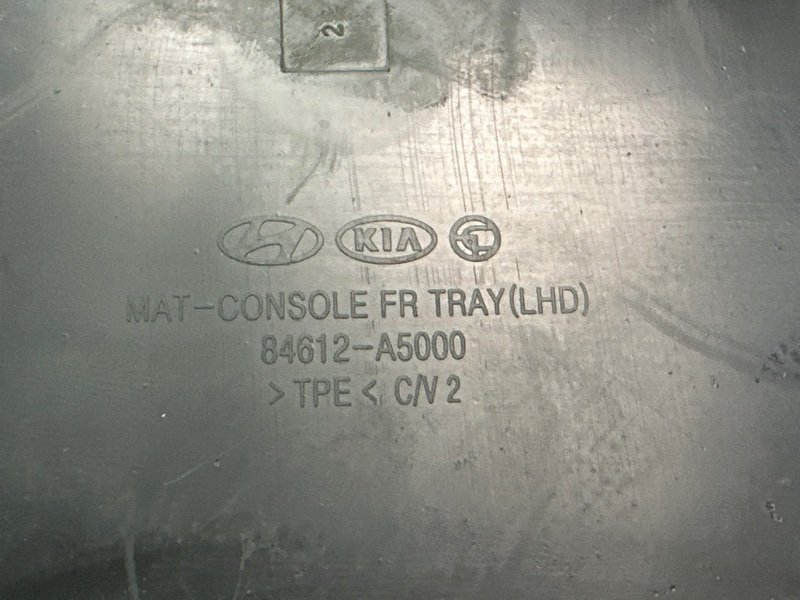 2
KIA
MAT-CONSOLE FR TRAY(LHD)
84612-A5000
>TPE< C/V 2